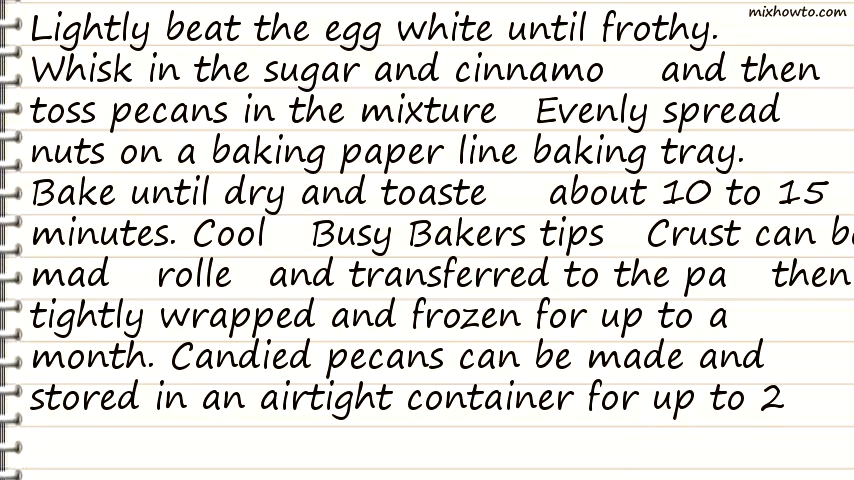 mixhowto.com
Lightly beat the egg white until frothy.
Whisk in the sugar and cinnamo and then
toss pecans in the mixture Evenly spread
nuts on a baking paper line baking tray.
Bake until dry and toaste about 10 to 15
minutes. Cool Busy Bakers tips Crust can b
mad rolle and transferred to the pa then
tightly wrapped and frozen for up to a
month. Candied pecans can be made and
stored in an airtight container for up to 2